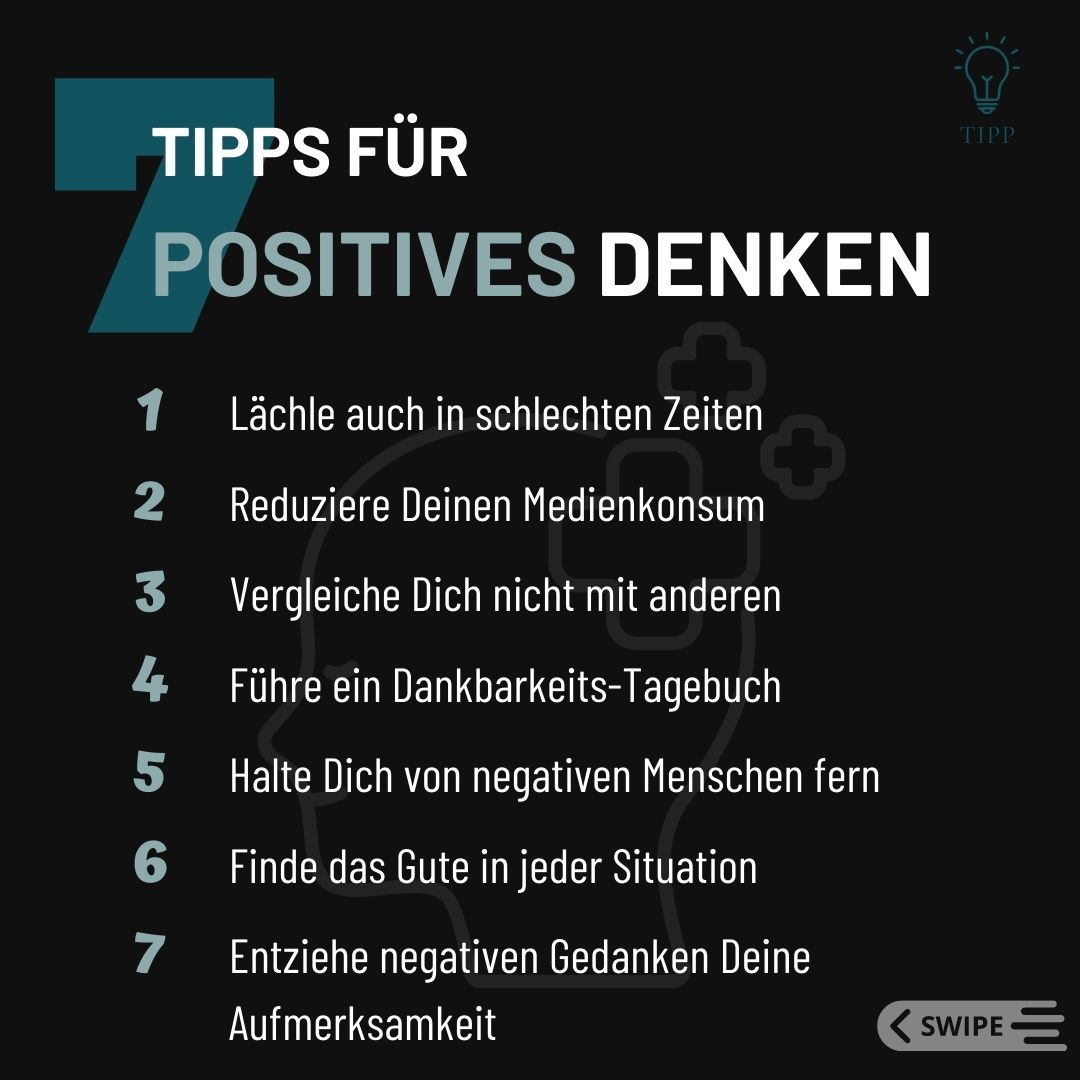 TIPP
7
TIPPS FÜR
POSITIVES DENKEN
1 Lächle auch in schlechten Zeiten
2 Reduziere Deinen Medienkonsum
3 Vergleiche Dich nicht mit anderen
4 Führe ein Dankbarkeits-Tagebuch
5 Halte Dich von negativen Menschen fern
6 Finde das Gute in jeder Situation
7 Entziehe negativen Gedanken Deine
Aufmerksamkeit
SWIPE